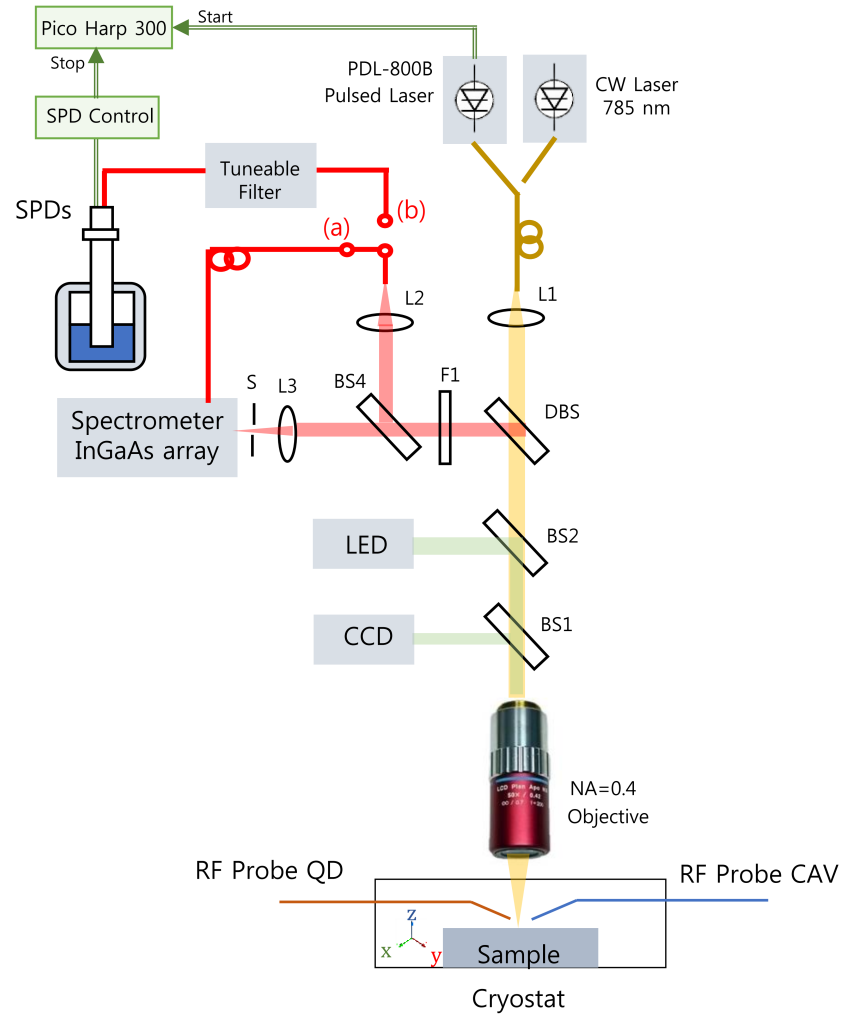 Pico Harp 300
Start
Stop
SPD Control
PDL-800B
Pulsed Laser
CW Laser
785 nm
Tuneable
Filter
SPDs
(b)
(a)
L2
L1
S
L3
BS4
F1
DBS
Spectrometer
InGaAs array
LED
BS2
CCD
BS1
NA=0.4
Objective
RF Probe QD
RF Probe CAV
z
x
y
Sample
Cryostat